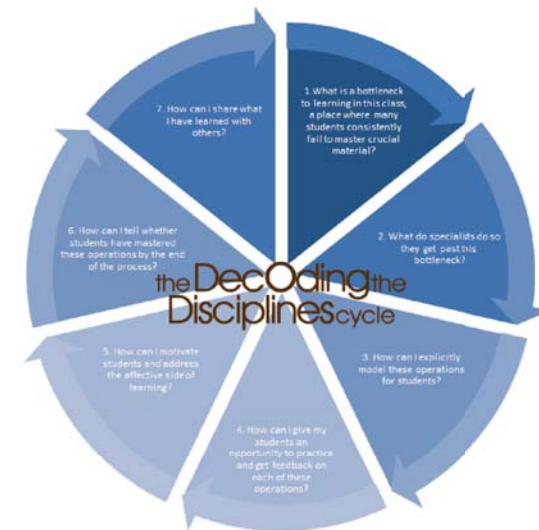 1.What is a bottleneck
to learning in this class,
a place where many
students consistently
fail to master crucial
material?
2. What do specialists do so
they get past this
bottleneck?
3. How can I explicitly
model these operations
for students?
4. How can I give my
students an
opportunity to practice
and get feedback on
each of these
operations?
5. How can I motivate
students and address
the affective side of
learning?
6. How can I tell whether
students have mastered
these operations by the
end of the process?
7. How can I share what
I have learned with
others?
the DecOding the
Disciplines cycle